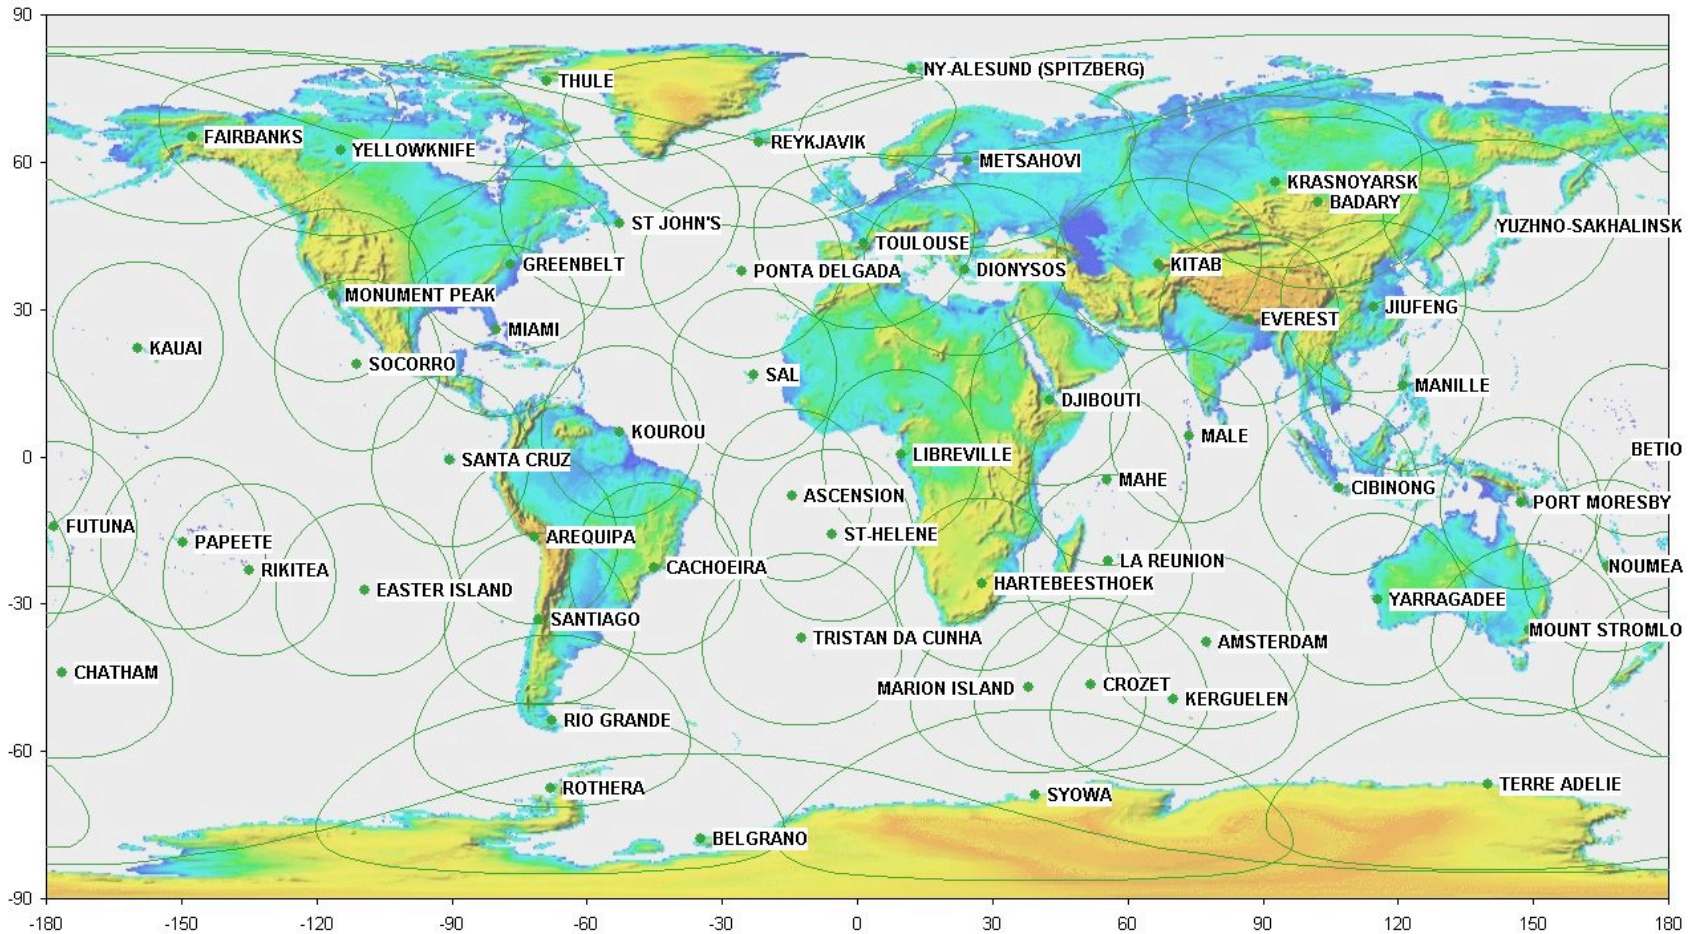 90
THULE
NY-ALESUND (SPITZBERG)
FAIRBANKS
YELLOWKNIFE
REYKJAVIK
METSAHOVI
60
KRASNOYARSK
BADARY
ST JOHN'S
YUZHNO-SAKHALINSK
TOULOUSE
GREENBELT
PONTA DELGADA
DIONYSOS
KITAB
MONUMENT PEAK
30
JIUFENG
EVEREST
MIAMI
KAUAI
SOCORRO
SAL
MANILLE
DJIBOUTI
KOUROU
MALE
BETIO
0
SANTA CRUZ
LIBREVILLE
MAHE
CIBINONG
ASCENSION
PORT MORESBY
FUTUNA
ST-HELENE
AREQUIPA
PAPEETE
RIKITEA
CACHOEIRA
LA REUNION
NOUMEA
HARTEBEESTHOEK
EASTER ISLAND
YARRAGADEE
-30
SANTIAGO
MOUNT STROMLO
TRISTAN DA CUNHA
AMSTERDAM
CHATHAM
MARION ISLAND
CROZET
KERGUELEN
RIO GRANDE
-60
ROTHERA
SYOWA
TERRE ADELIE
BELGRANO
-90
-180 -150 -120 -90 -60 -30 0 30 60 90 120 150 180